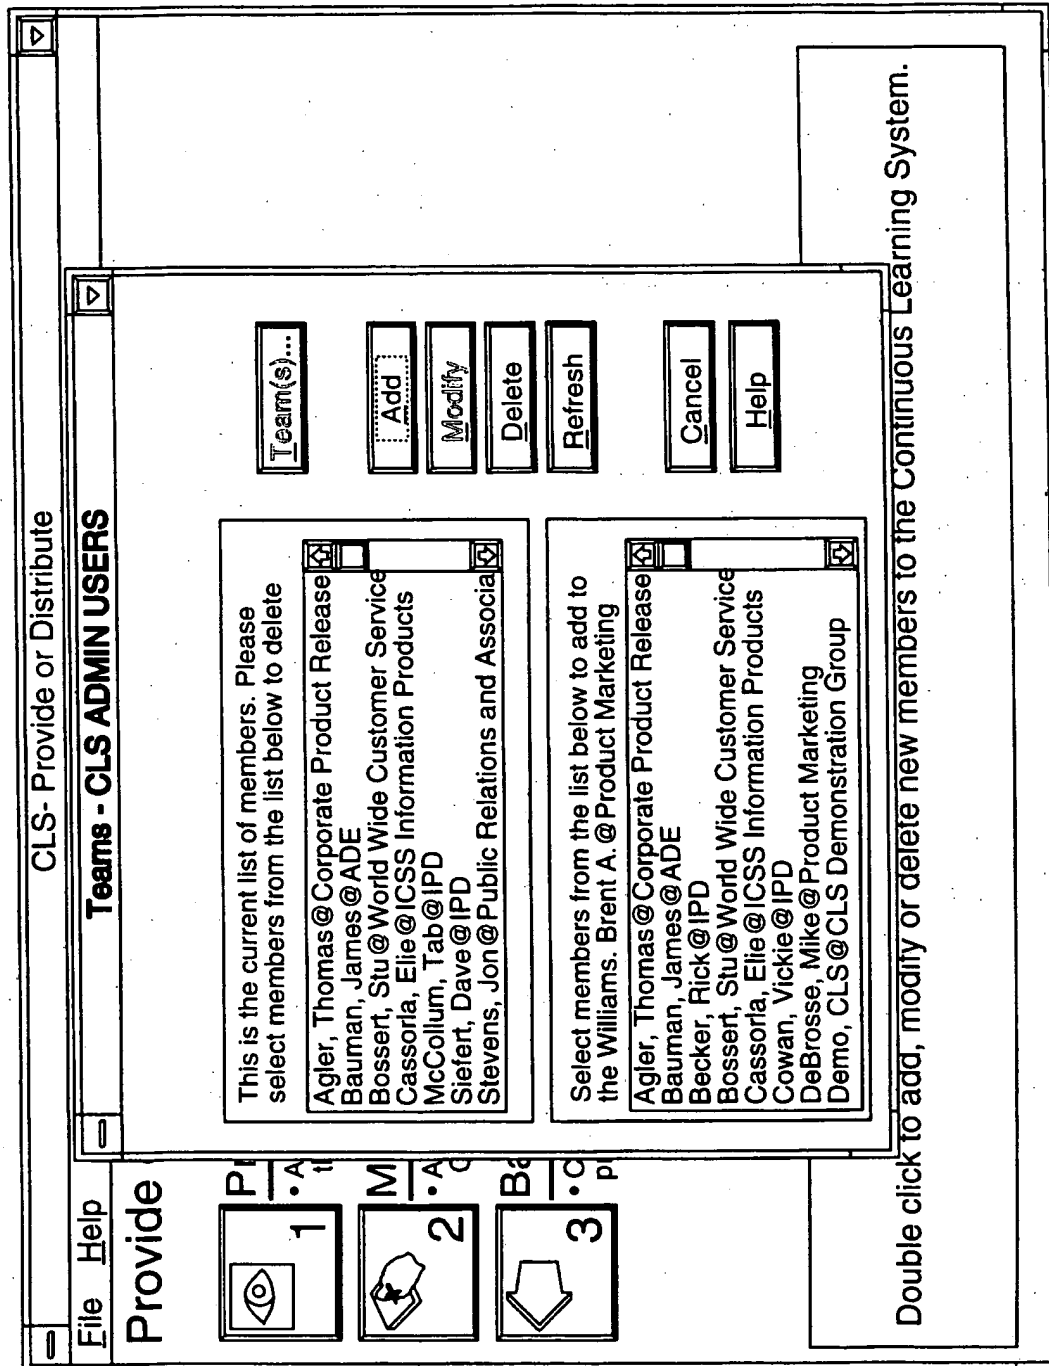 CLS- Provide or Distribute
File Help
Teams - CLS ADMIN USERS
Provide
1
2
• A
3
• C
This is the current list of members. Please
select members from the list below to delete
Agler, Thomas@Corporate Product Release
Bauman, James@ADE
Bossert, Stu@World Wide Customer Service
Cassorla, Elie@ICSS Information Products
McCollum, Tab@IPD
Siefert, Dave@IPD
Stevens, Jon@Public Relations and Associa
Select members from the list below to add to
the Williams. Brent A.@Product Marketing
Agler, Thomas@Corporate Product Release
Bauman, James@ADE
Becker, Rick@IPD
Bossert, Stu@World Wide Customer Service
Cassorla, Elie@ICSS Information Products
Cowan, Vickie@IPD
DeBrosse, Mike@Product Marketing
Demo, CLS@CLS Demonstration Group
Team(s)...
Add
Modify
Delete
Refresh
Cancel
Help
Double click to add, modify or delete new members to the Continuous Learning System.